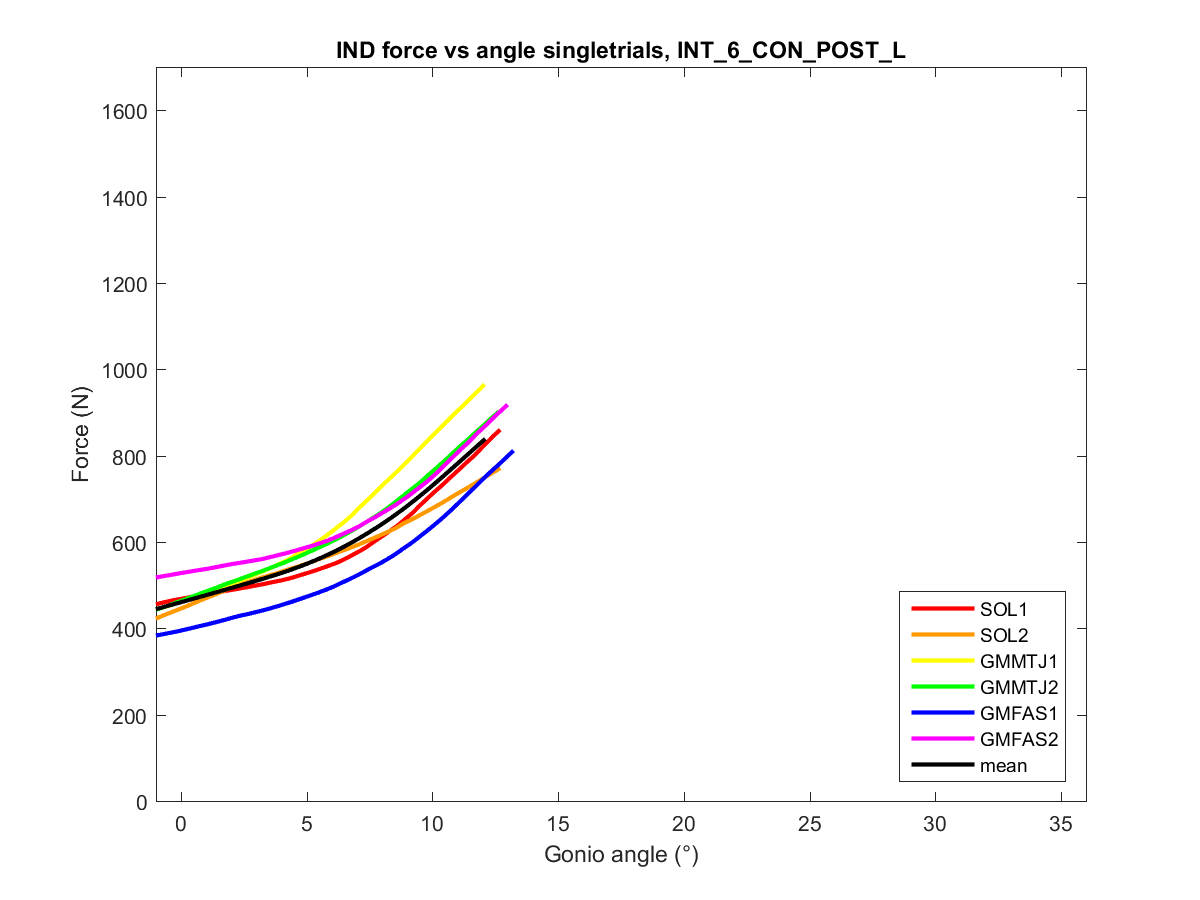 IND force vs angle singletrials, INT_6_CON_POST_L
1600
1400
1200
1000
800
600
400
200
0
Force (N)
0 5 10 15 20 25 30 35
Gonio angle (°)
SOL1
SOL2
GMMTJ1
GMMTJ2
GMFAS1
GMFAS2
mean